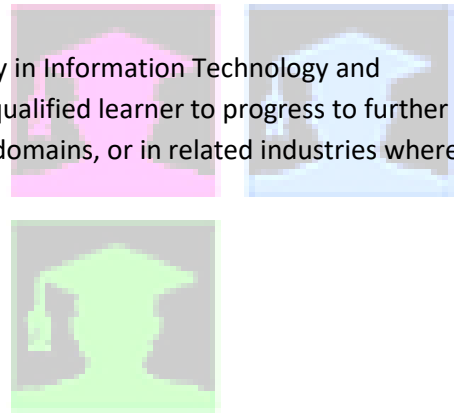 y in Information Technology and
qualified learner to progress to further
domains, or in related industries where